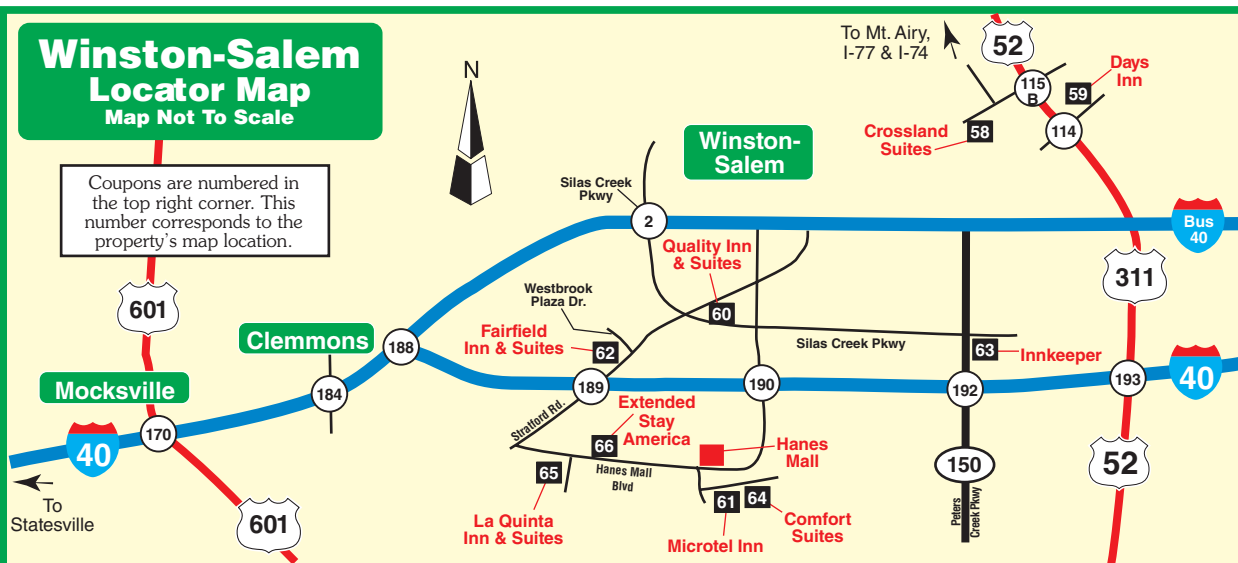 Winston-Salem
Locator Map
Map Not To Scale
Coupons are numbered in
the top right corner. This
number corresponds to the
property's map location.
N
To Mt. Airy,
I-77 & I-74
52
115
B
59
Days
Inn
114
58
Crossland
Suites
Winston-
Salem
Silas Creek
Pkwy
2
Bus
40
Quality Inn
& Suites
60
311
601
Westbrook
Plaza Dr.
Clemmons
188
Fairfield
Inn & Suites
62
Silas Creek Pkwy
63
Innkeeper
Mocksville
184
189
190
192
193
40
170
40
Stratford Rd.
Extended
Stay
America
66
Hanes
Mall
Hanes Mall
Blvd
150
52
65
61
64
To
Statesville
601
La Quinta
Inn & Suites
Microtel Inn
Comfort
Suites
Peters
Creek Pkwy